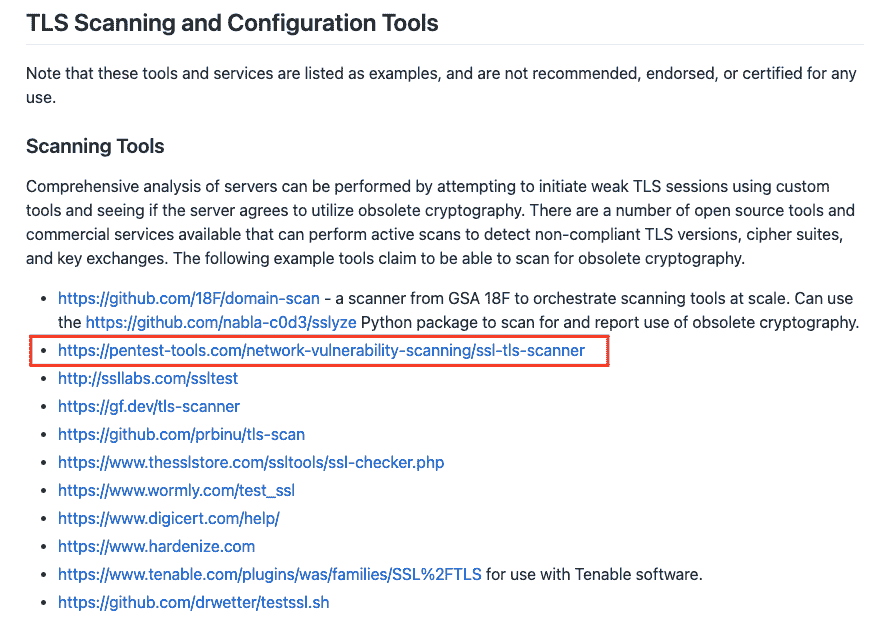 TLS Scanning and Configuration Tools
Note that these tools and services are listed as examples, and are not recommended, endorsed, or certified for any
use.
Scanning Tools
Comprehensive analysis of servers can be performed by attempting to initiate weak TLS sessions using custom
tools and seeing if the server agrees to utilize obsolete cryptography. There are a number of open source tools and
commercial services available that can perform active scans to detect non-compliant TLS versions, cipher suites,
and key exchanges. The following example tools claim to be able to scan for obsolete cryptography.
• https://github.com/18F/domain-scan - a scanner from GSA 18F to orchestrate scanning tools at scale. Can use
the https://github.com/nabla-c0d3/sslyze Python package to scan for and report use of obsolete cryptography.
• https://pentest-tools.com/network-vulnerability-scanning/ssl-tls-scanner
• http://ssllabs.com/ssltest
• https://gf.dev/tls-scanner
• https://github.com/prbinu/tls-scan
• https://www.thesslstore.com/ssltools/ssl-checker.php
• https://www.wormly.com/test_ssl
• https://www.digicert.com/help/
• https://www.hardenize.com
• https://www.tenable.com/plugins/was/families/SSL%2FTLS for use with Tenable software.
• https://github.com/drwetter/testssl.sh